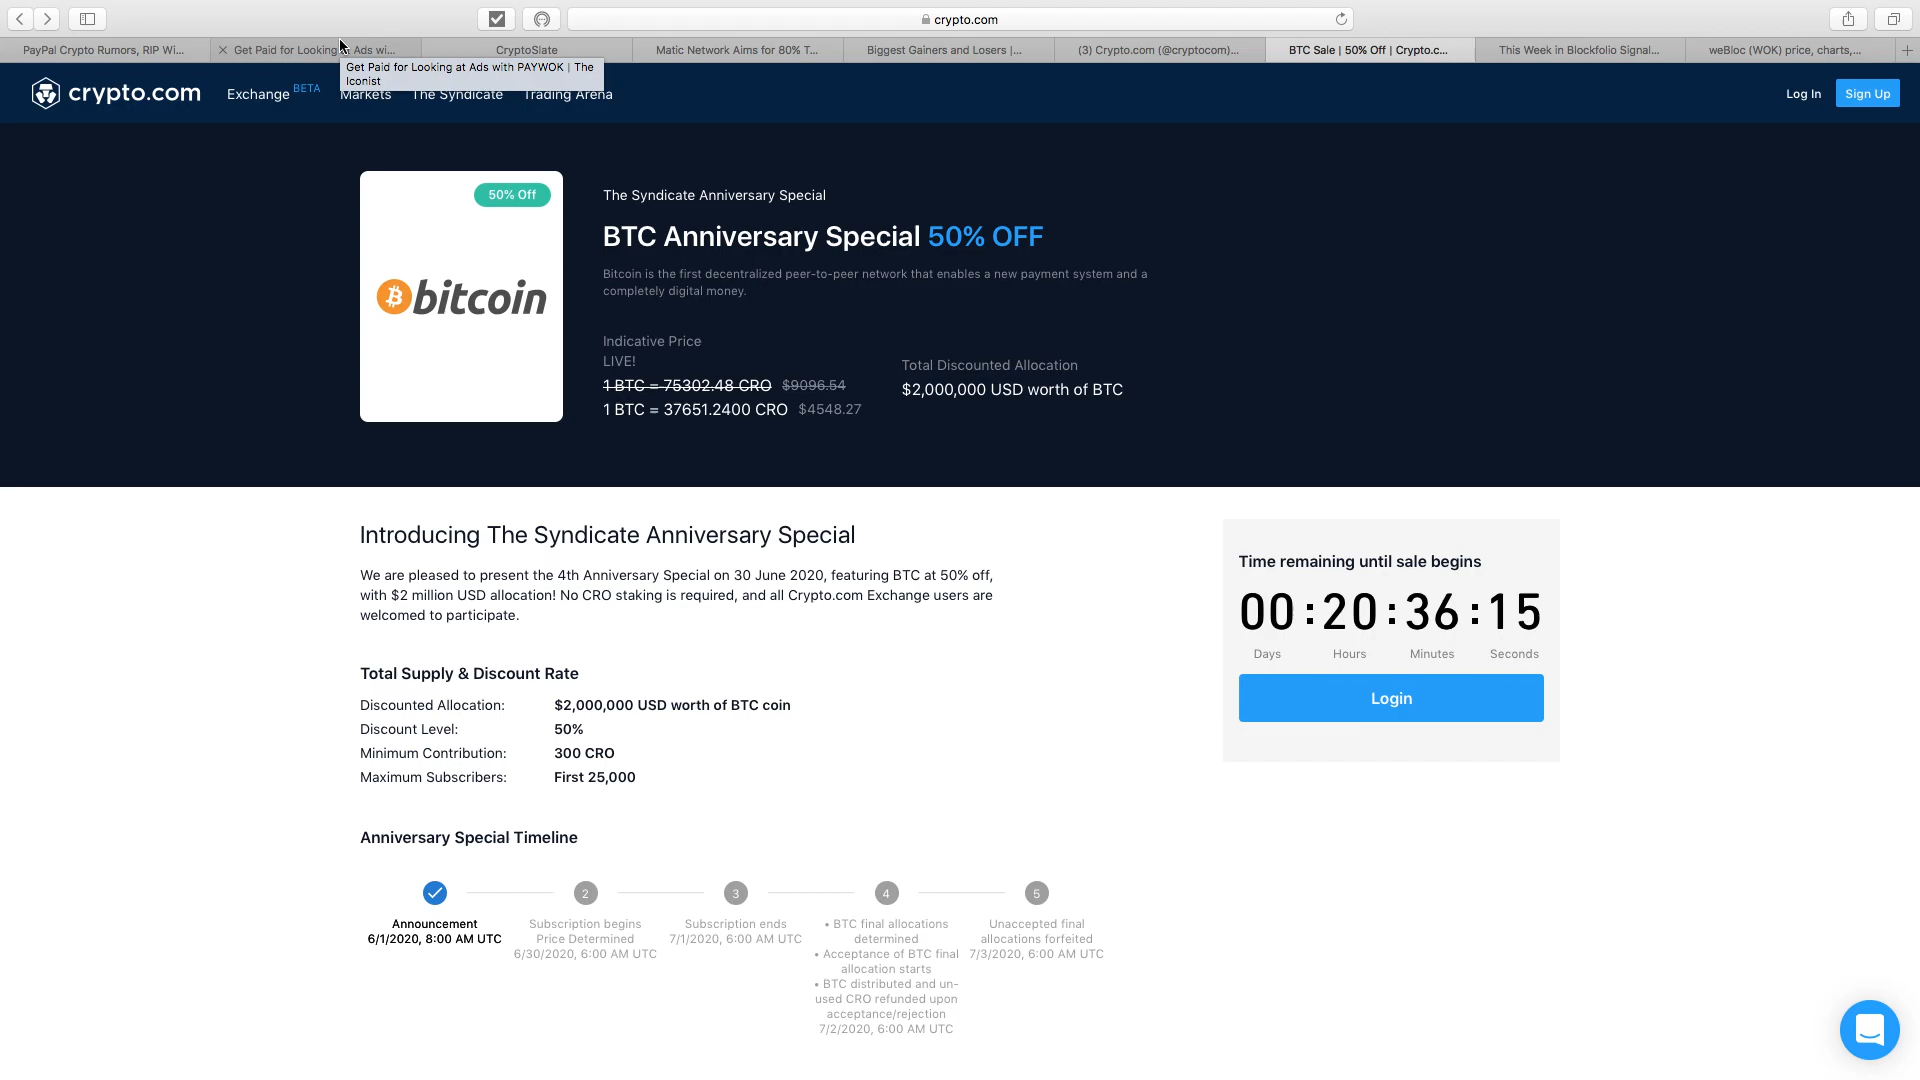 crypto.com
PayPal Crypto Rumors, RIP Wi...
Get Paid for Looking at Ads wi...
CryptoSlate
Matic Network Aims for 80% T...
Biggest Gainers and Losers |...
(3) Crypto.com (@cryptocom)...
BTC Sale | 50% Off | Crypto.c...
This Week in Blockfolio Signal...
weBloc (WOK) price, charts,...
Get Paid for Looking at Ads with PAYWOK | The
Iconist
crypto.com
Exchange BETA
Markets
The Syndicate
Trading Arena
Log In
Sign Up
50% Off
bitcoin
The Syndicate Anniversary Special
BTC Anniversary Special 50% OFF
Bitcoin is the first decentralized peer-to-peer network that enables a new payment system and a
completely digital money.
Indicative Price
LIVE!
1 BTC = 75302.48 CRO $9096.54
1 BTC = 37651.2400 CRO $4548.27
Total Discounted Allocation
$2,000,000 USD worth of BTC
Introducing The Syndicate Anniversary Special
We are pleased to present the 4th Anniversary Special on 30 June 2020, featuring BTC at 50% off,
with $2 million USD allocation! No CRO staking is required, and all Crypto.com Exchange users are
welcomed to participate.
Total Supply & Discount Rate
Discounted Allocation: $2,000,000 USD worth of BTC coin
Discount Level: 50%
Minimum Contribution: 300 CRO
Maximum Subscribers: First 25,000
Time remaining until sale begins
00:20:36:15
Days Hours Minutes Seconds
Login
Anniversary Special Timeline
Announcement
6/1/2020, 8:00 AM UTC
2
Subscription begins
Price Determined
6/30/2020, 6:00 AM UTC
3
Subscription ends
7/1/2020, 6:00 AM UTC
4
• BTC final allocations
determined
• Acceptance of BTC final
allocation starts
• BTC distributed and un-
used CRO refunded upon
acceptance/rejection
7/2/2020, 6:00 AM UTC
5
Unaccepted final
allocations forfeited
7/3/2020, 6:00 AM UTC